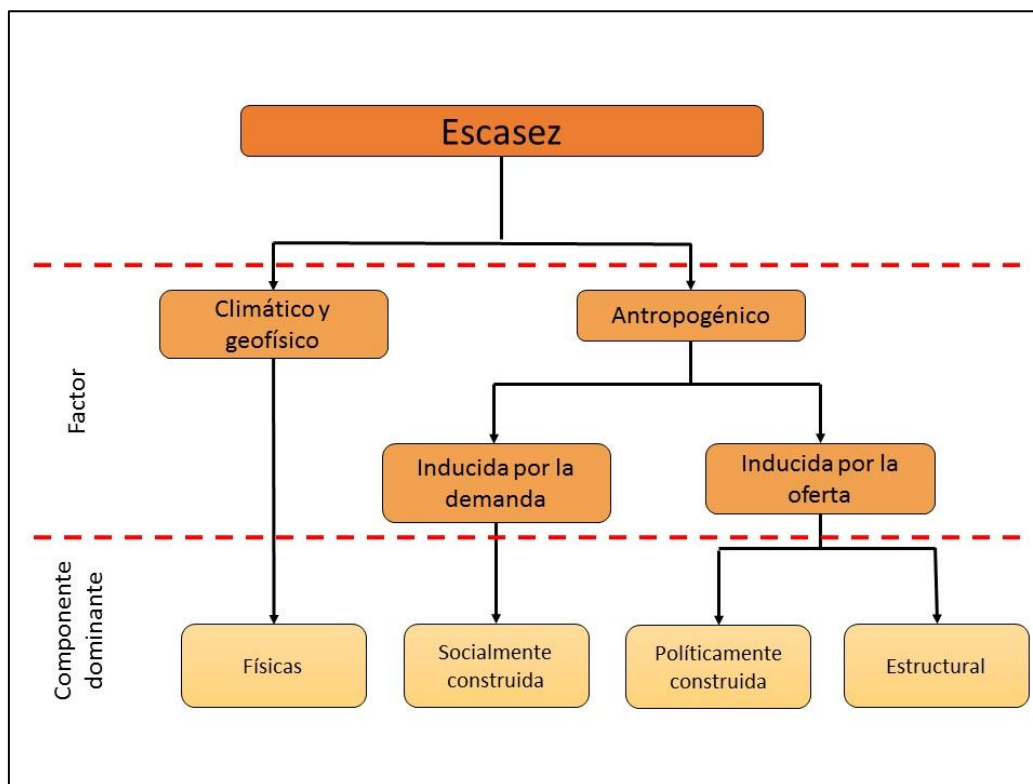 Escasez
Climático y
geofísico
Antropogénico
Factor
Inducida por la
demanda
Inducida por la
oferta
Componente
dominante
Físicas
Socialmente
construida
Políticamente
construida
Estructural